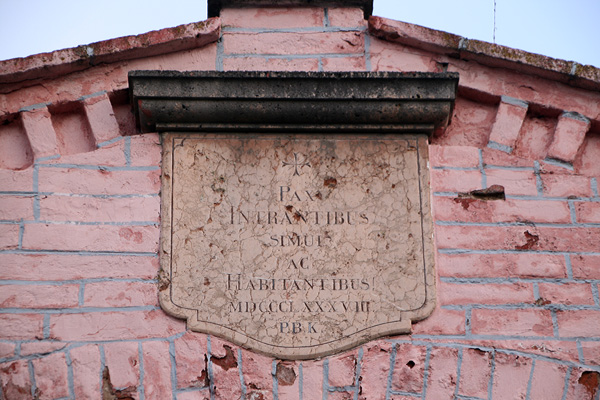 PAX
INTRANTIBUS
SIMUL
AC
HABITANTIBUS
MDCCCLXXXVIII
P.B.K.